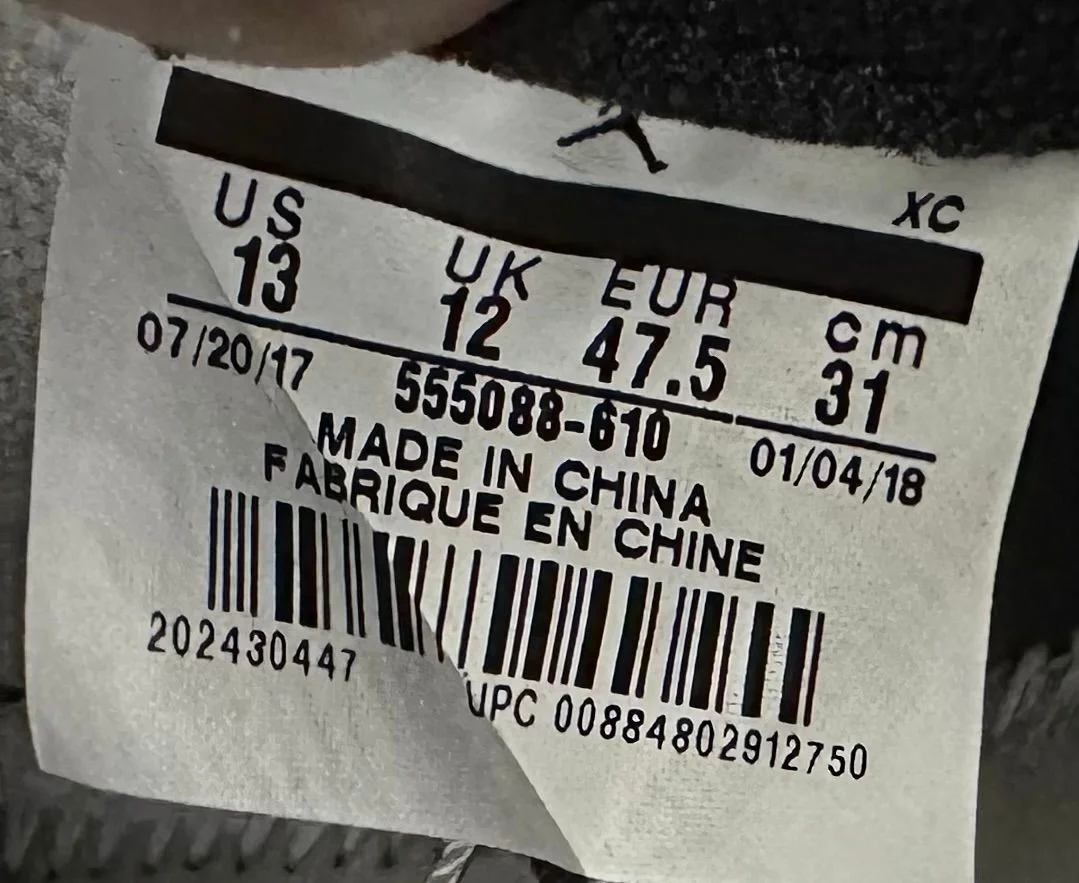 XC
US UK EUR cm
13 12 47.5 31
07/20/17 555088-610 01/04/18
MADE IN CHINA
FABRIQUE EN CHINE
202430447 UPC 00884802912750